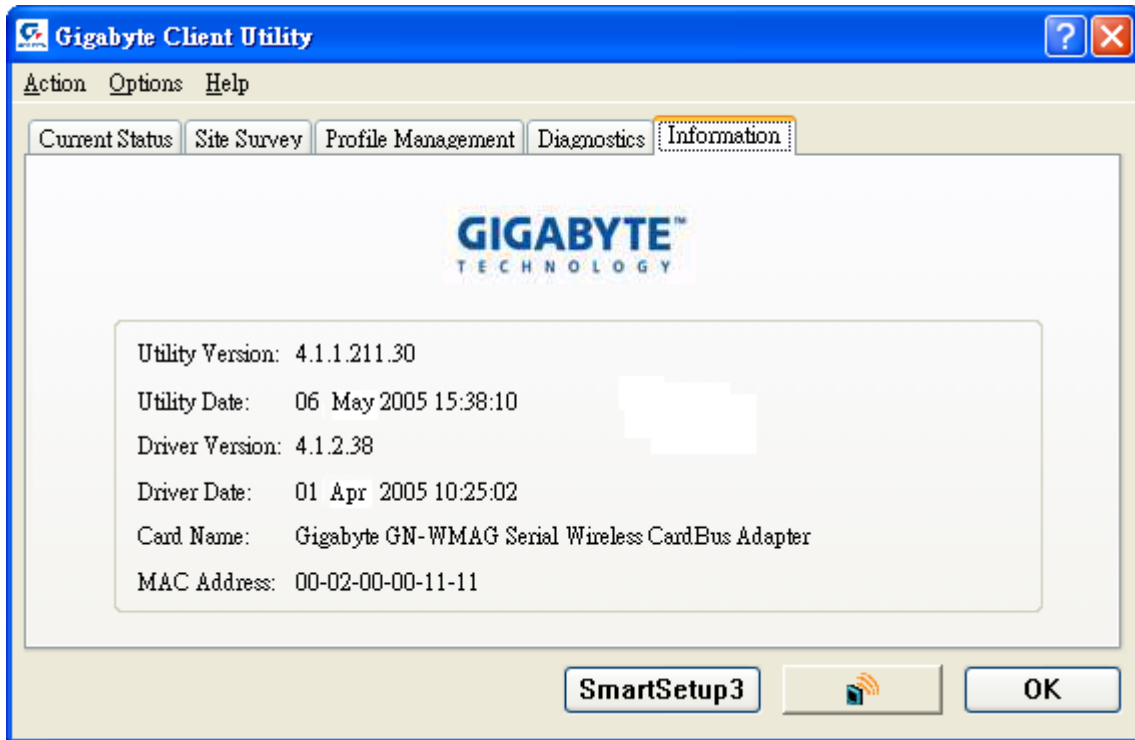 Gigabyte Client Utility
Action Options Help
Current Status Site Survey Profile Management Diagnostics Information
GIGABYTE™
TECHNOLOGY
Utility Version: 4.1.1.211.30
Utility Date: 06 May 2005 15:38:10
Driver Version: 4.1.2.38
Driver Date: 01 Apr 2005 10:25:02
Card Name: Gigabyte GN-WMAG Serial Wireless CardBus Adapter
MAC Address: 00-02-00-00-11-11
SmartSetup3 OK